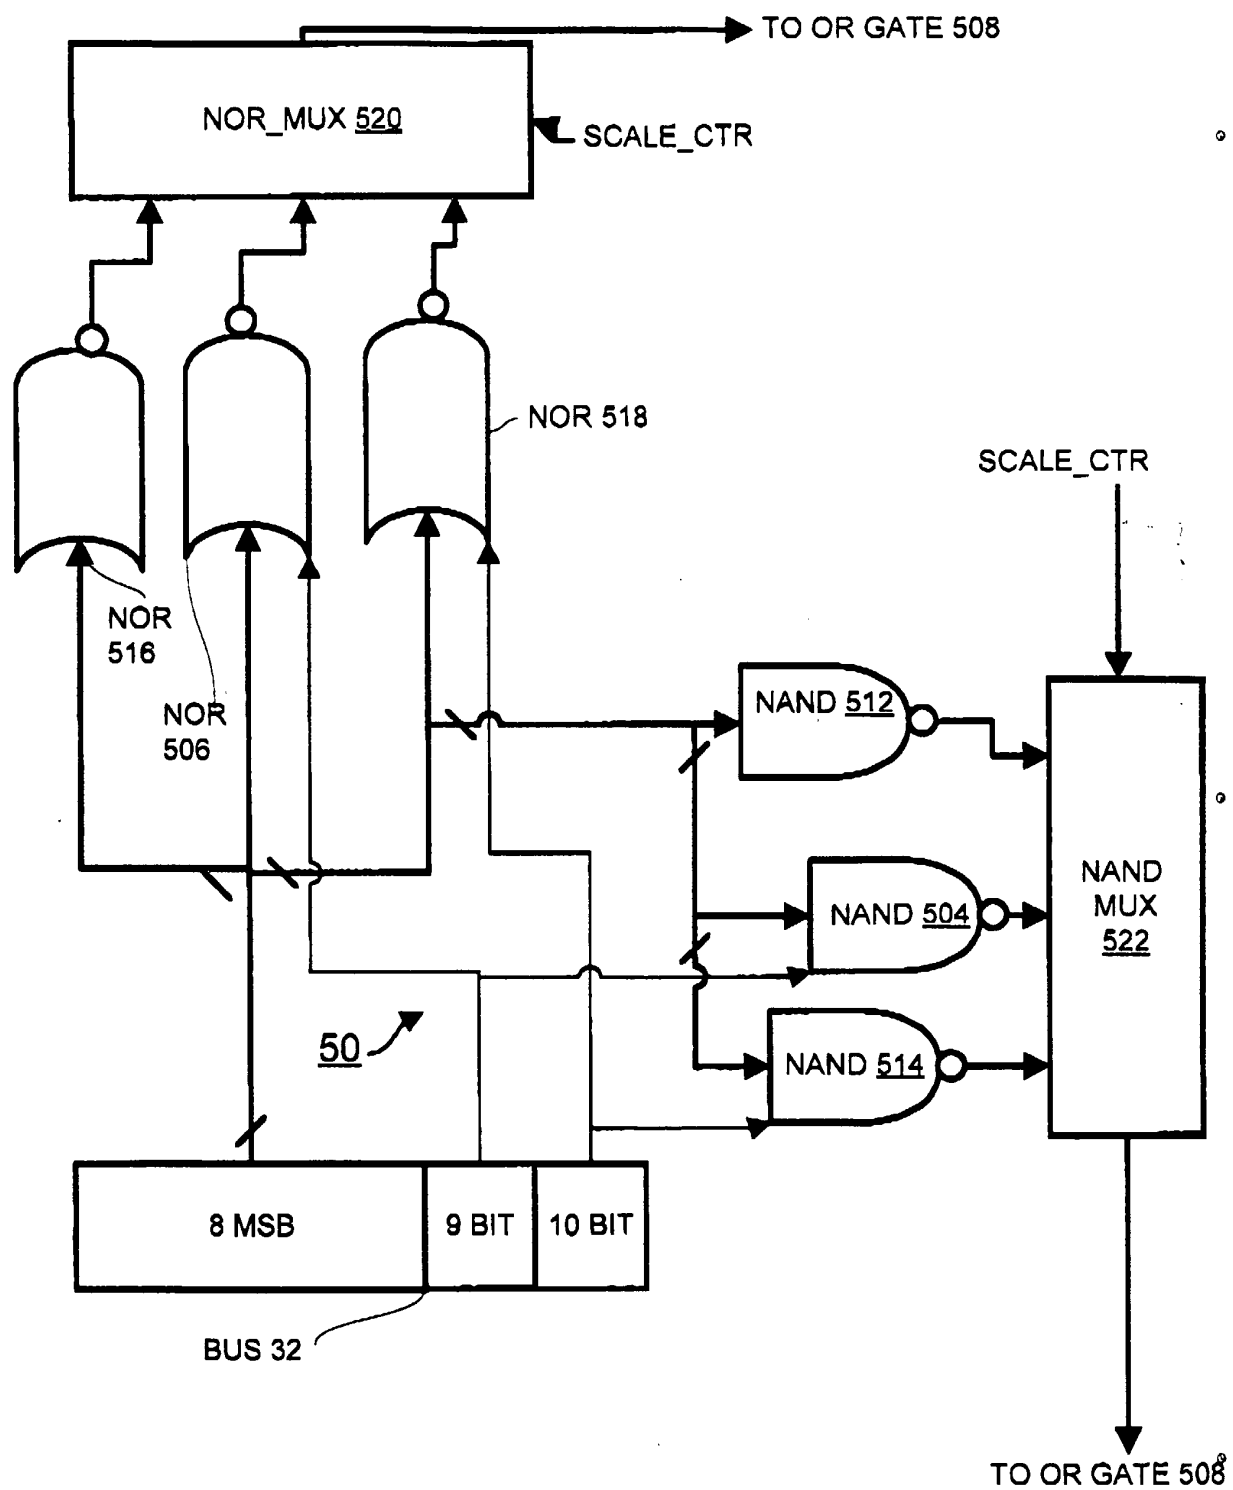 TO OR GATE 508
NOR_MUX 520
SCALE_CTR
NOR 518
SCALE_CTR
NOR
516
NOR
506
NAND 512
NAND 504
NAND
MUX
522
NAND 514
50
8 MSB
9 BIT
10 BIT
BUS 32
TO OR GATE 508